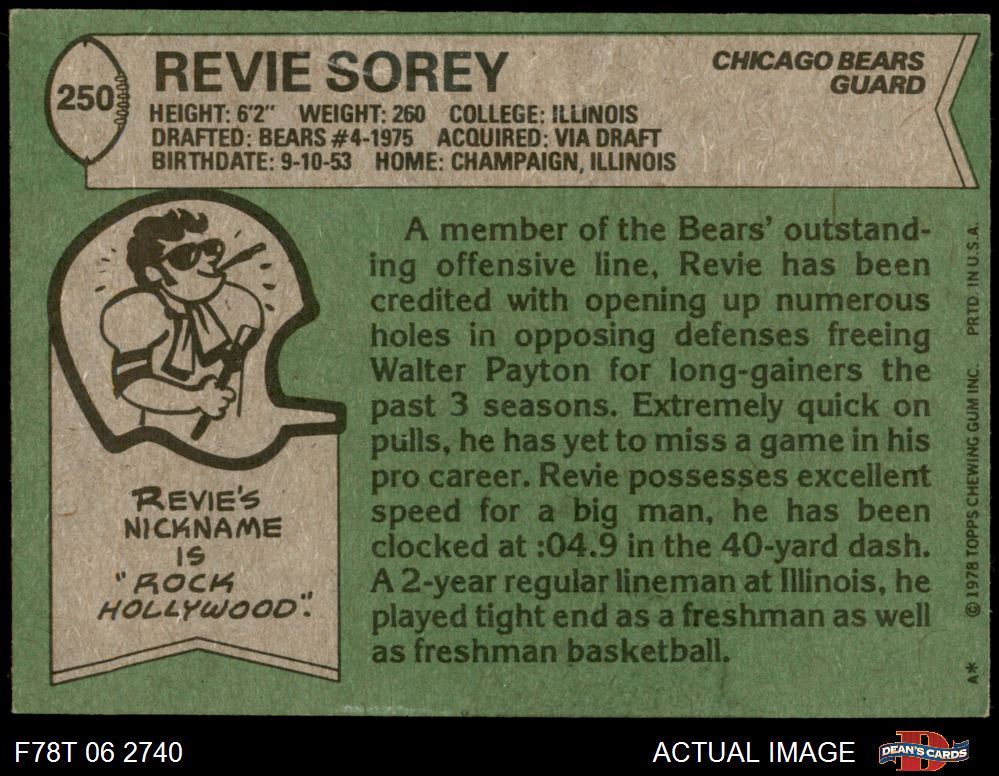 250
REVIE SOREY
CHICAGO BEARS
GUARD
HEIGHT: 6'2" WEIGHT: 260 COLLEGE: ILLINOIS
DRAFTED: BEARS #4-1975 ACQUIRED: VIA DRAFT
BIRTHDATE: 9-10-53 HOME: CHAMPAIGN, ILLINOIS
A member of the Bears' outstand-
ing offensive line, Revie has been
credited with opening up numerous
holes in opposing defenses freeing
Walter Payton for long-gainers the
past 3 seasons. Extremely quick on
pulls, he has yet to miss a game in his
pro career. Revie possesses excellent
speed for a big man, he has been
clocked at :04.9 in the 40-yard dash.
A 2-year regular lineman at Illinois, he
played tight end as a freshman as well
as freshman basketball.
REVIE'S
NICKNAME
IS
"ROCK
HOLLYWOOD".
A* © 1978 TOPPS CHEWING GUM INC. PRTD. IN U.S.A.
F78T 06 2740
ACTUAL IMAGE
DEAN'S CARDS